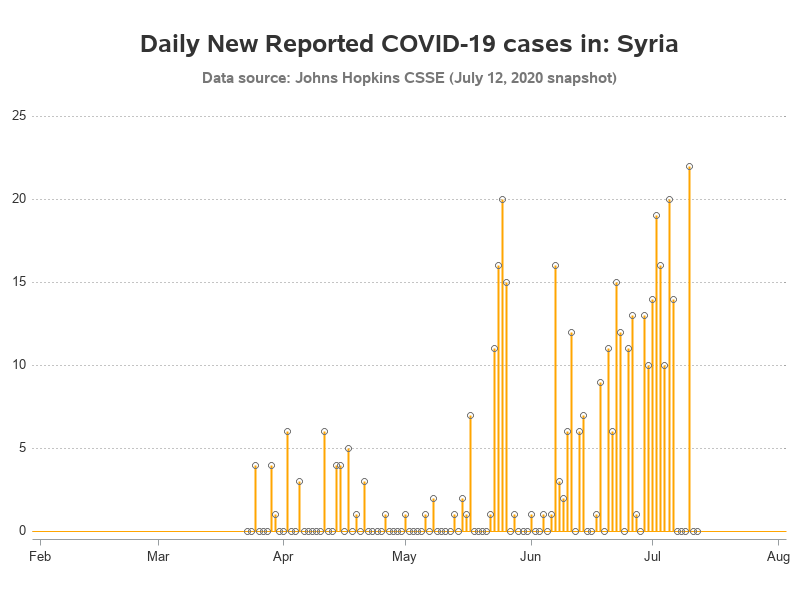 Daily New Reported COVID-19 cases in: Syria
Data source: Johns Hopkins CSSE (July 12, 2020 snapshot)
25
20
15
10
5
0
Feb Mar Apr May Jun Jul Aug